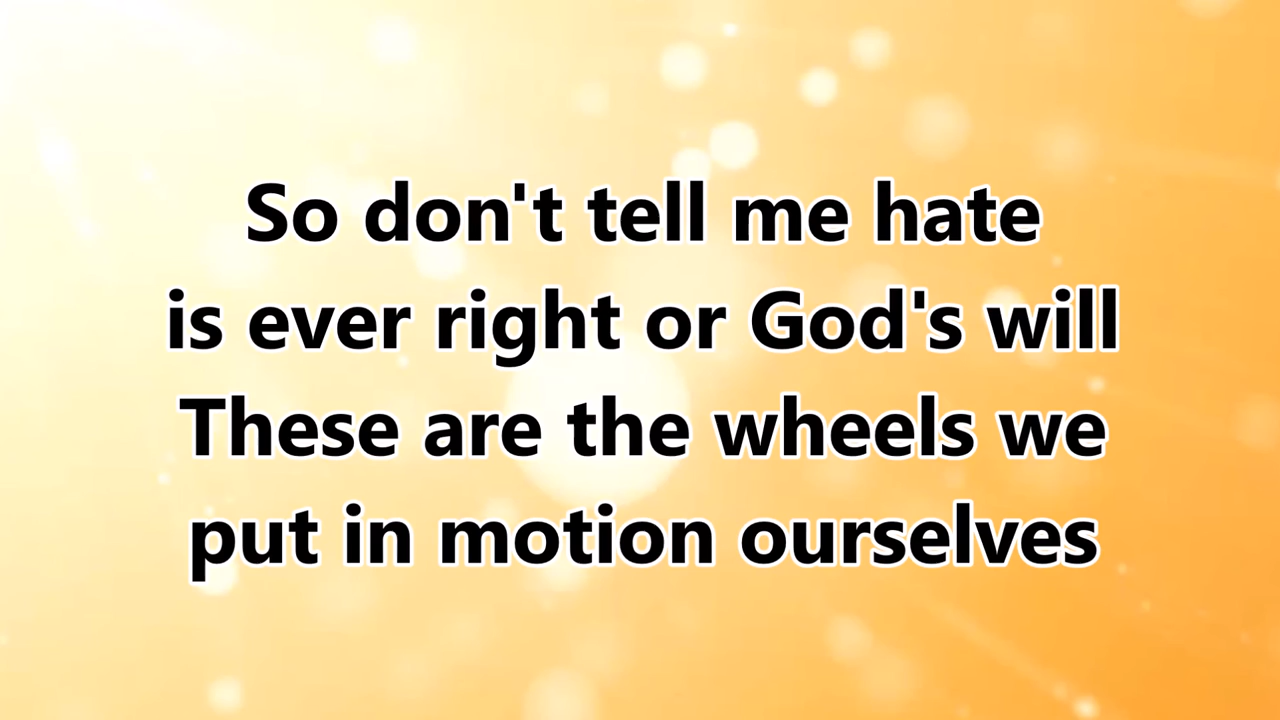 So don't tell me hate
is ever right or God's will
These are the wheels we
put in motion ourselves